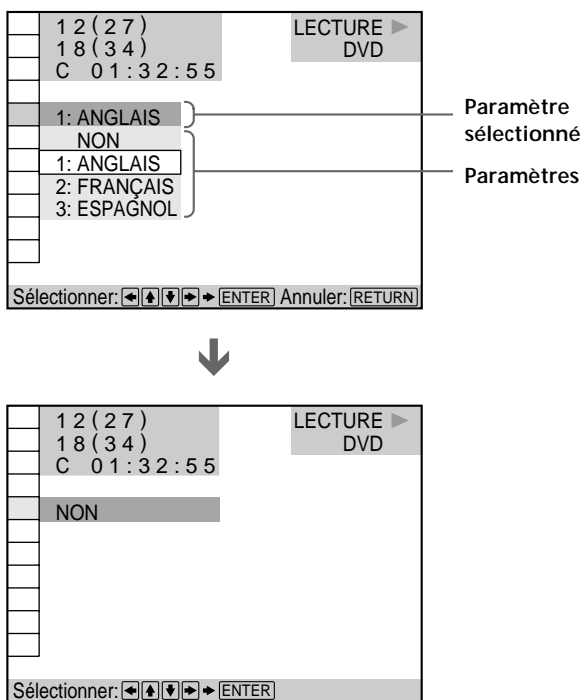 12(27)
LECTURE ▶
18(34)
DVD
C 01:32:55
1: ANGLAIS
Paramètre
sélectionné
NON
1: ANGLAIS
Paramètres
2: FRANÇAIS
3: ESPAGNOL
Sélectionner: ← ↑ ↓ → → ENTER Annuler: RETURN
12(27)
LECTURE ▶
18(34)
DVD
C 01:32:55
NON
Sélectionner: ← ↑ ↓ → → ENTER